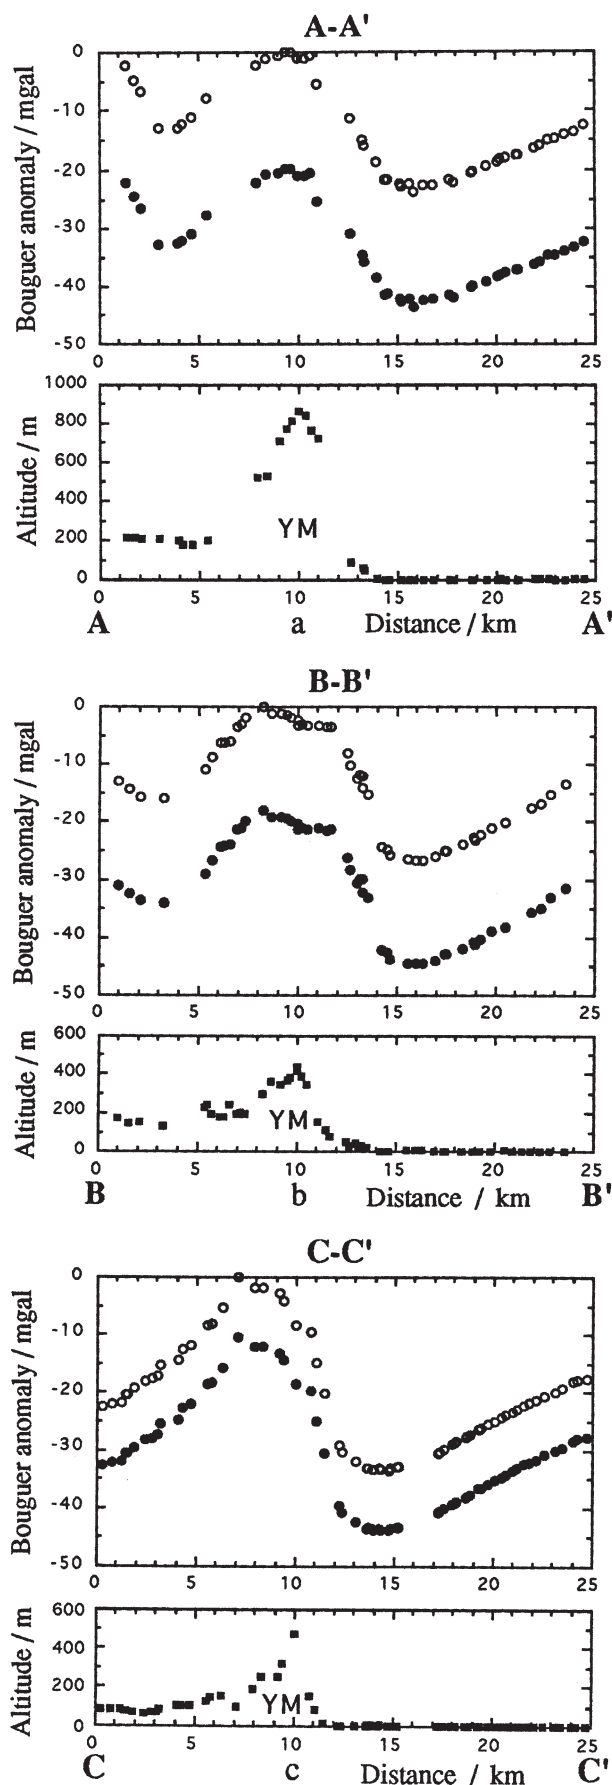 A-A'
Bouguer anomaly / mgal
0
-10
-20
-30
-40
-50
0 5 10 15 20 25
Altitude / m
1000
800
600
400
200
0
YM
0 5 10 15 20 25
A a Distance / km A'
B-B'
Bouguer anomaly / mgal
0
-10
-20
-30
-40
-50
0 5 10 15 20 25
Altitude / m
600
400
200
0
YM
0 5 10 15 20 25
B b Distance / km B'
C-C'
Bouguer anomaly / mgal
0
-10
-20
-30
-40
-50
0 5 10 15 20 25
Altitude / m
600
400
200
0
YM
0 5 10 15 20 25
C c Distance / km C'